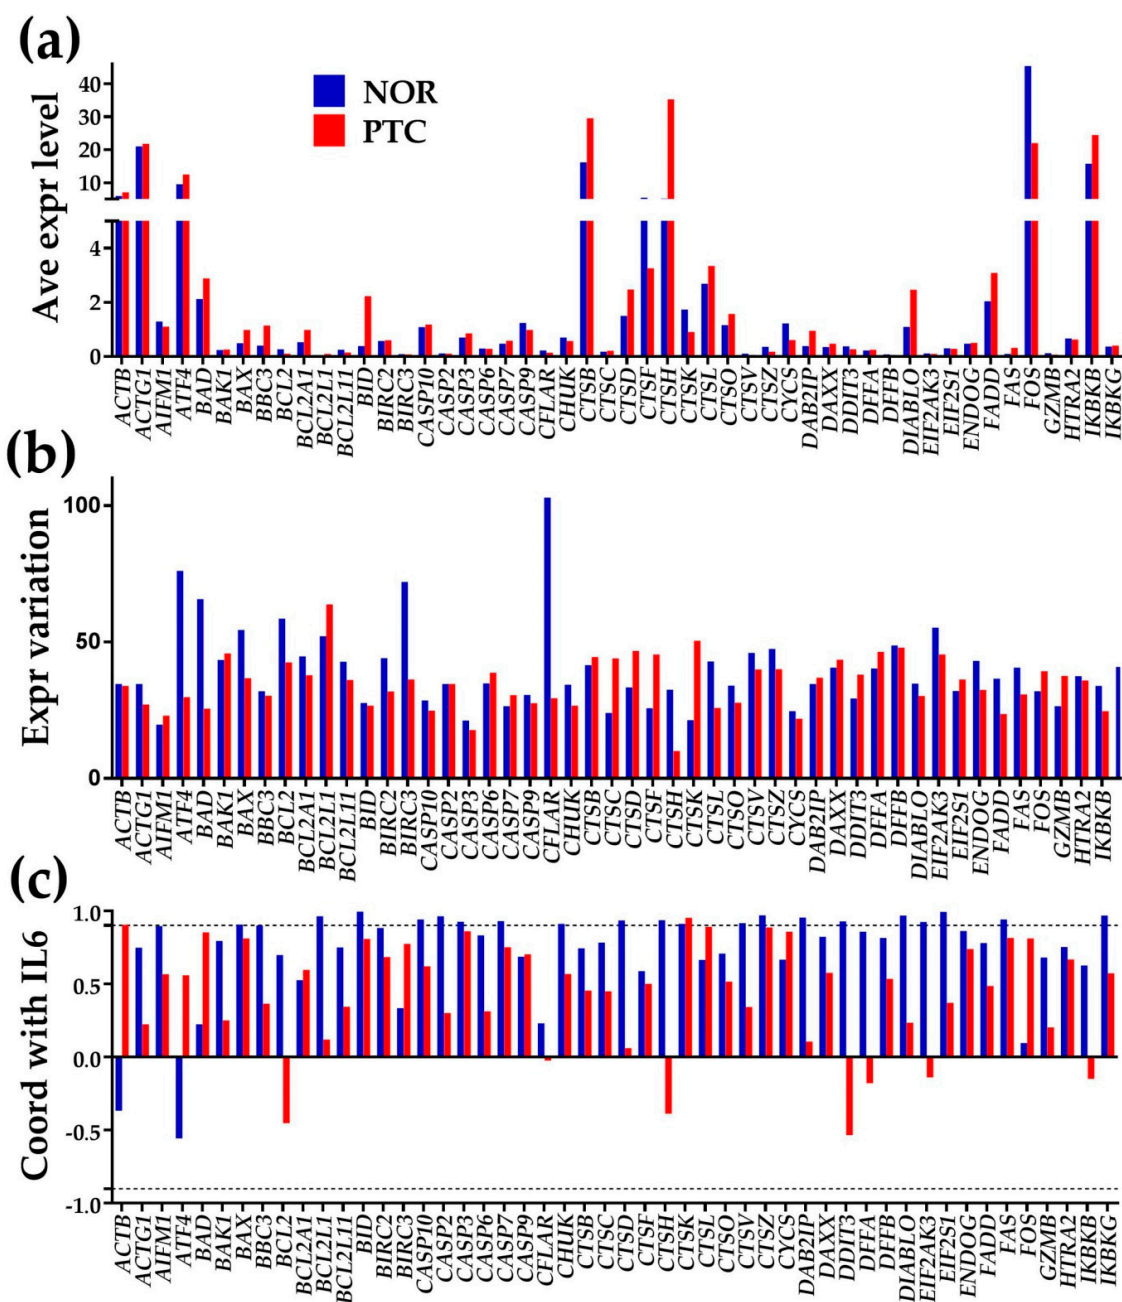 (a)
Ave expr level
40
30
20
10
4
2
0
NOR
PTC
ACTB
ACTG1
AIFM1
ATF4
BAD
BAK1
BAX
BBC3
BCL2
BCL2A1
BCL2L1
BCL2L11
BID
BIRC2
BIRC3
CASP10
CASP2
CASP3
CASP6
CASP7
CASP9
CFLAR
CHUK
CTSB
CTSC
CTSD
CTSF
CTSH
CTSK
CTSL
CTSO
CTSV
CTSZ
CYCS
DAB2IP
DAXX
DDIT3
DFFA
DFFB
DIABLO
EIF2AK3
EIF2S1
ENDOG
FADD
FAS
FOS
GZMB
HTRA2
IKBKB
IKBKG
(b)
Expr variation
100
50
0
ACTB
ACTG1
AIFM1
ATF4
BAD
BAK1
BAX
BBC3
BCL2
BCL2A1
BCL2L1
BCL2L11
BID
BIRC2
BIRC3
CASP10
CASP2
CASP3
CASP6
CASP7
CASP9
CFLAR
CHUK
CTSB
CTSC
CTSD
CTSF
CTSH
CTSK
CTSL
CTSO
CTSV
CTSZ
CYCS
DAB2IP
DAXX
DDIT3
DFFA
DFFB
DIABLO
EIF2AK3
EIF2S1
ENDOG
FADD
FAS
FOS
GZMB
HTRA2
IKBKB
(c)
Coord with IL6
1.0
0.5
0.0
-0.5
-1.0
ACTB
ACTG1
AIFM1
ATF4
BAD
BAK1
BAX
BBC3
BCL2
BCL2A1
BCL2L1
BCL2L11
BID
BIRC2
BIRC3
CASP10
CASP2
CASP3
CASP6
CASP7
CASP9
CFLAR
CHUK
CTSB
CTSC
CTSD
CTSF
CTSH
CTSK
CTSL
CTSO
CTSV
CTSZ
CYCS
DAB2IP
DAXX
DDIT3
DFFA
DFFB
DIABLO
EIF2AK3
EIF2S1
ENDOG
FADD
FAS
FOS
GZMB
HTRA2
IKBKB
IKBKG